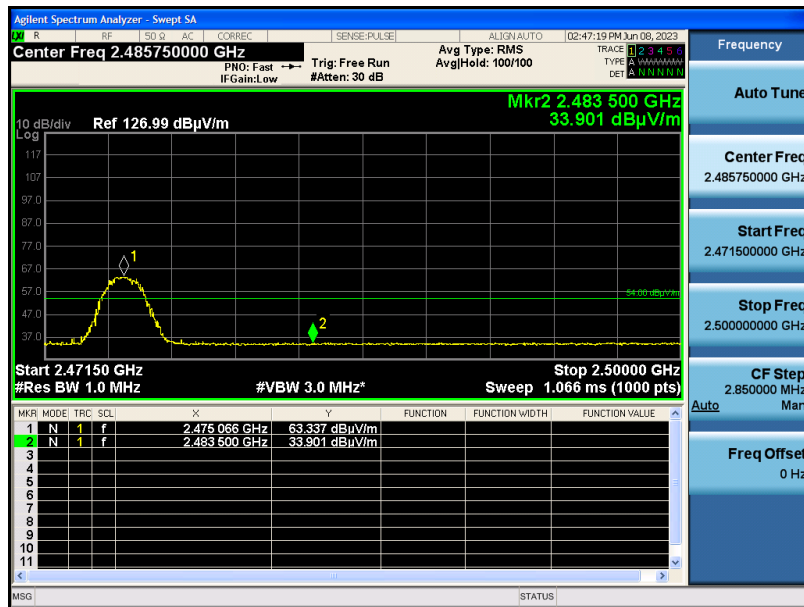 Agilent Spectrum Analyzer - Swept SA
LXI R RF 50 Ω AC CORREC SENSE:PULSE ALIGN AUTO 02:47:19 PM Jun 08, 2023
Center Freq 2.485750000 GHz
PNO: Fast
IFGain:Low
Trig: Free Run
#Atten: 30 dB
Avg Type: RMS
Avg|Hold: 100/100
TRACE 1 2 3 4 5 6
TYPE A WWWWW
DET A N N N N N
Mkr2 2.483 500 GHz
33.901 dBµV/m
10 dB/div Ref 126.99 dBµV/m
Log
117
107
97.0
87.0
77.0
67.0
57.0
47.0
37.0
1
54.00 dBµV/m
2
Start 2.47150 GHz Stop 2.50000 GHz
#Res BW 1.0 MHz #VBW 3.0 MHz* Sweep 1.066 ms (1000 pts)
MKR MODE TRC SCL X Y FUNCTION FUNCTION WIDTH FUNCTION VALUE
1 N 1 f 2.475 066 GHz 63.337 dBµV/m
2 N 1 f 2.483 500 GHz 33.901 dBµV/m
3
4
5
6
7
8
9
10
11
MSG STATUS
Frequency
Auto Tune
Center Freq
2.485750000 GHz
Start Freq
2.471500000 GHz
Stop Freq
2.500000000 GHz
CF Step
2.850000 MHz
Auto Man
Freq Offset
0 Hz